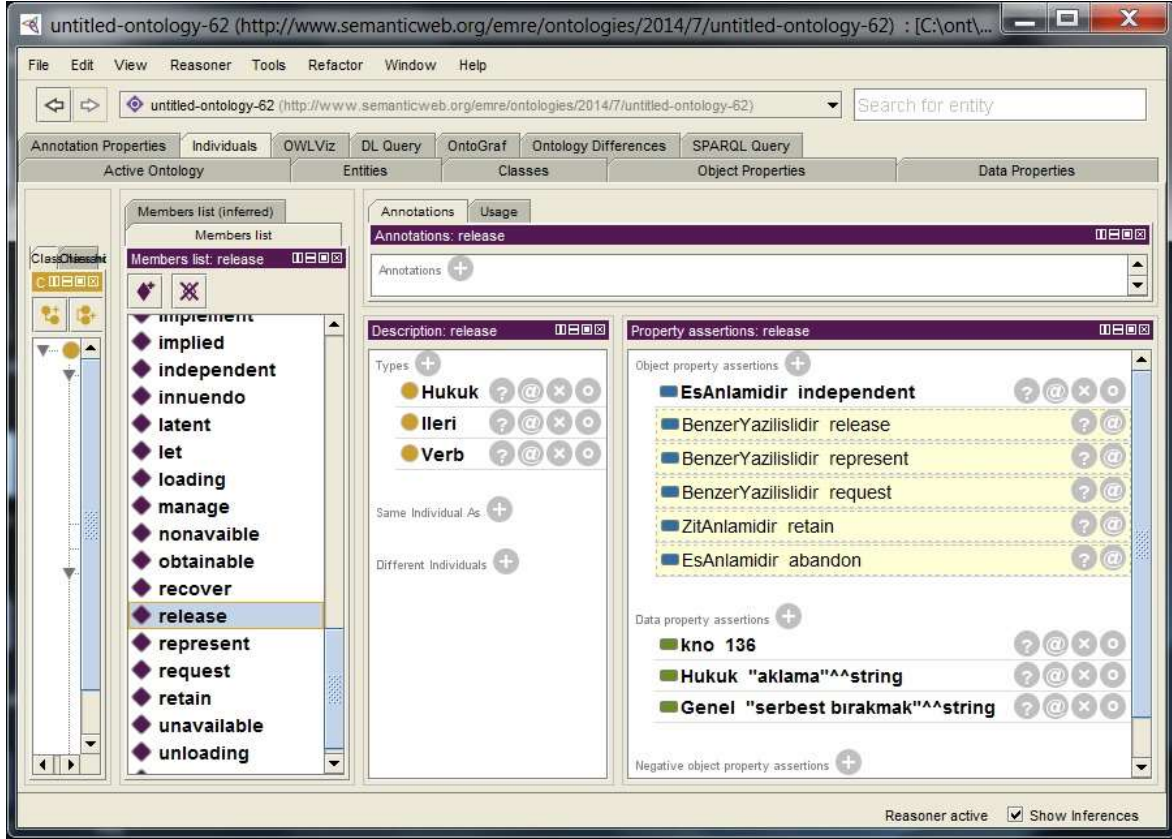 untitled-ontology-62 (http://www.semanticweb.org/emre/ontologies/2014/7/untitled-ontology-62) : [C:\ont\...
File Edit View Reasoner Tools Refactor Window Help
untitled-ontology-62 (http://www.semanticweb.org/emre/ontologies/2014/7/untitled-ontology-62)
Search for entity
Annotation Properties Individuals OWLViz DL Query OntoGraf Ontology Differences SPARQL Query
Active Ontology Entities Classes Object Properties Data Properties
Members list (inferred)
Members list
Members list: release
implement
implied
independent
innuendo
latent
let
loading
manage
nonavaible
obtainable
recover
release
represent
request
retain
unavailable
unloading
Annotations Usage
Annotations: release
Annotations
Description: release
Types
Hukuk
Ileri
Verb
Same Individual As
Different Individuals
Property assertions: release
Object property assertions
EsAnlamidir independent
BenzerYazilislidir release
BenzerYazilislidir represent
BenzerYazilislidir request
ZitAnlamidir retain
EsAnlamidir abandon
Data property assertions
kno 136
Hukuk "aklama"^^string
Genel "serbest bırakmak"^^string
Negative object property assertions
Reasoner active Show Inferences